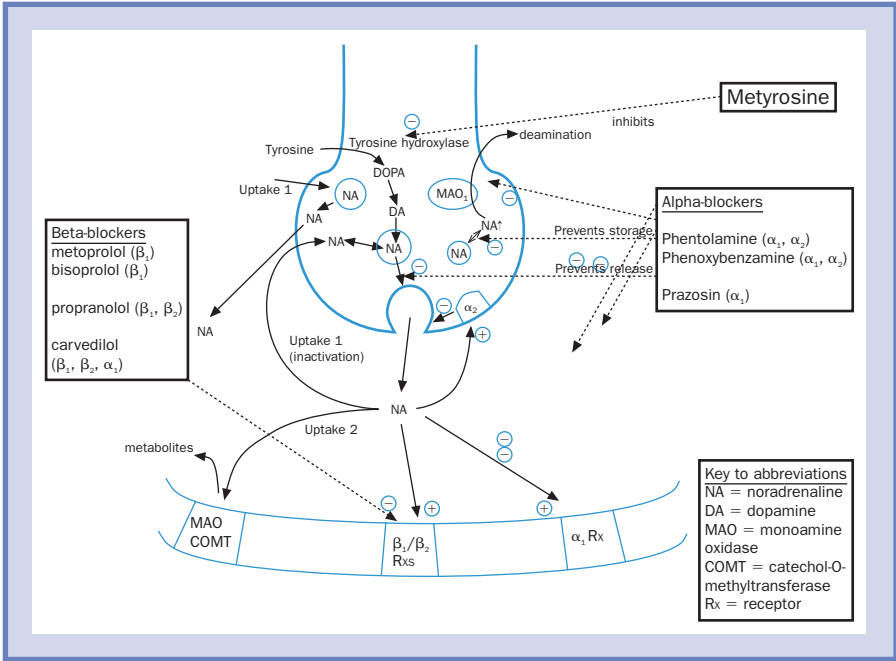 Metyrosine
inhibits
deamination
Tyrosine hydroxylase
Tyrosine
DOPA
Uptake 1
NA
MAO₁
NA
DA
NA↑
NA
NA
NA
Prevents storage
Prevents release
α₂
Alpha-blockers
Phentolamine (α₁, α₂)
Phenoxybenzamine (α₁, α₂)
Prazosin (α₁)
Beta-blockers
metoprolol (β₁)
bisoprolol (β₁)
propranolol (β₁, β₂)
carvedilol
(β₁, β₂, α₁)
NA
Uptake 1
(inactivation)
NA
Uptake 2
metabolites
MAO
COMT
β₁/β₂
Rxs
α₁ Rx
Key to abbreviations
NA = noradrenaline
DA = dopamine
MAO = monoamine
oxidase
COMT = catechol-O-
methyltransferase
Rx = receptor